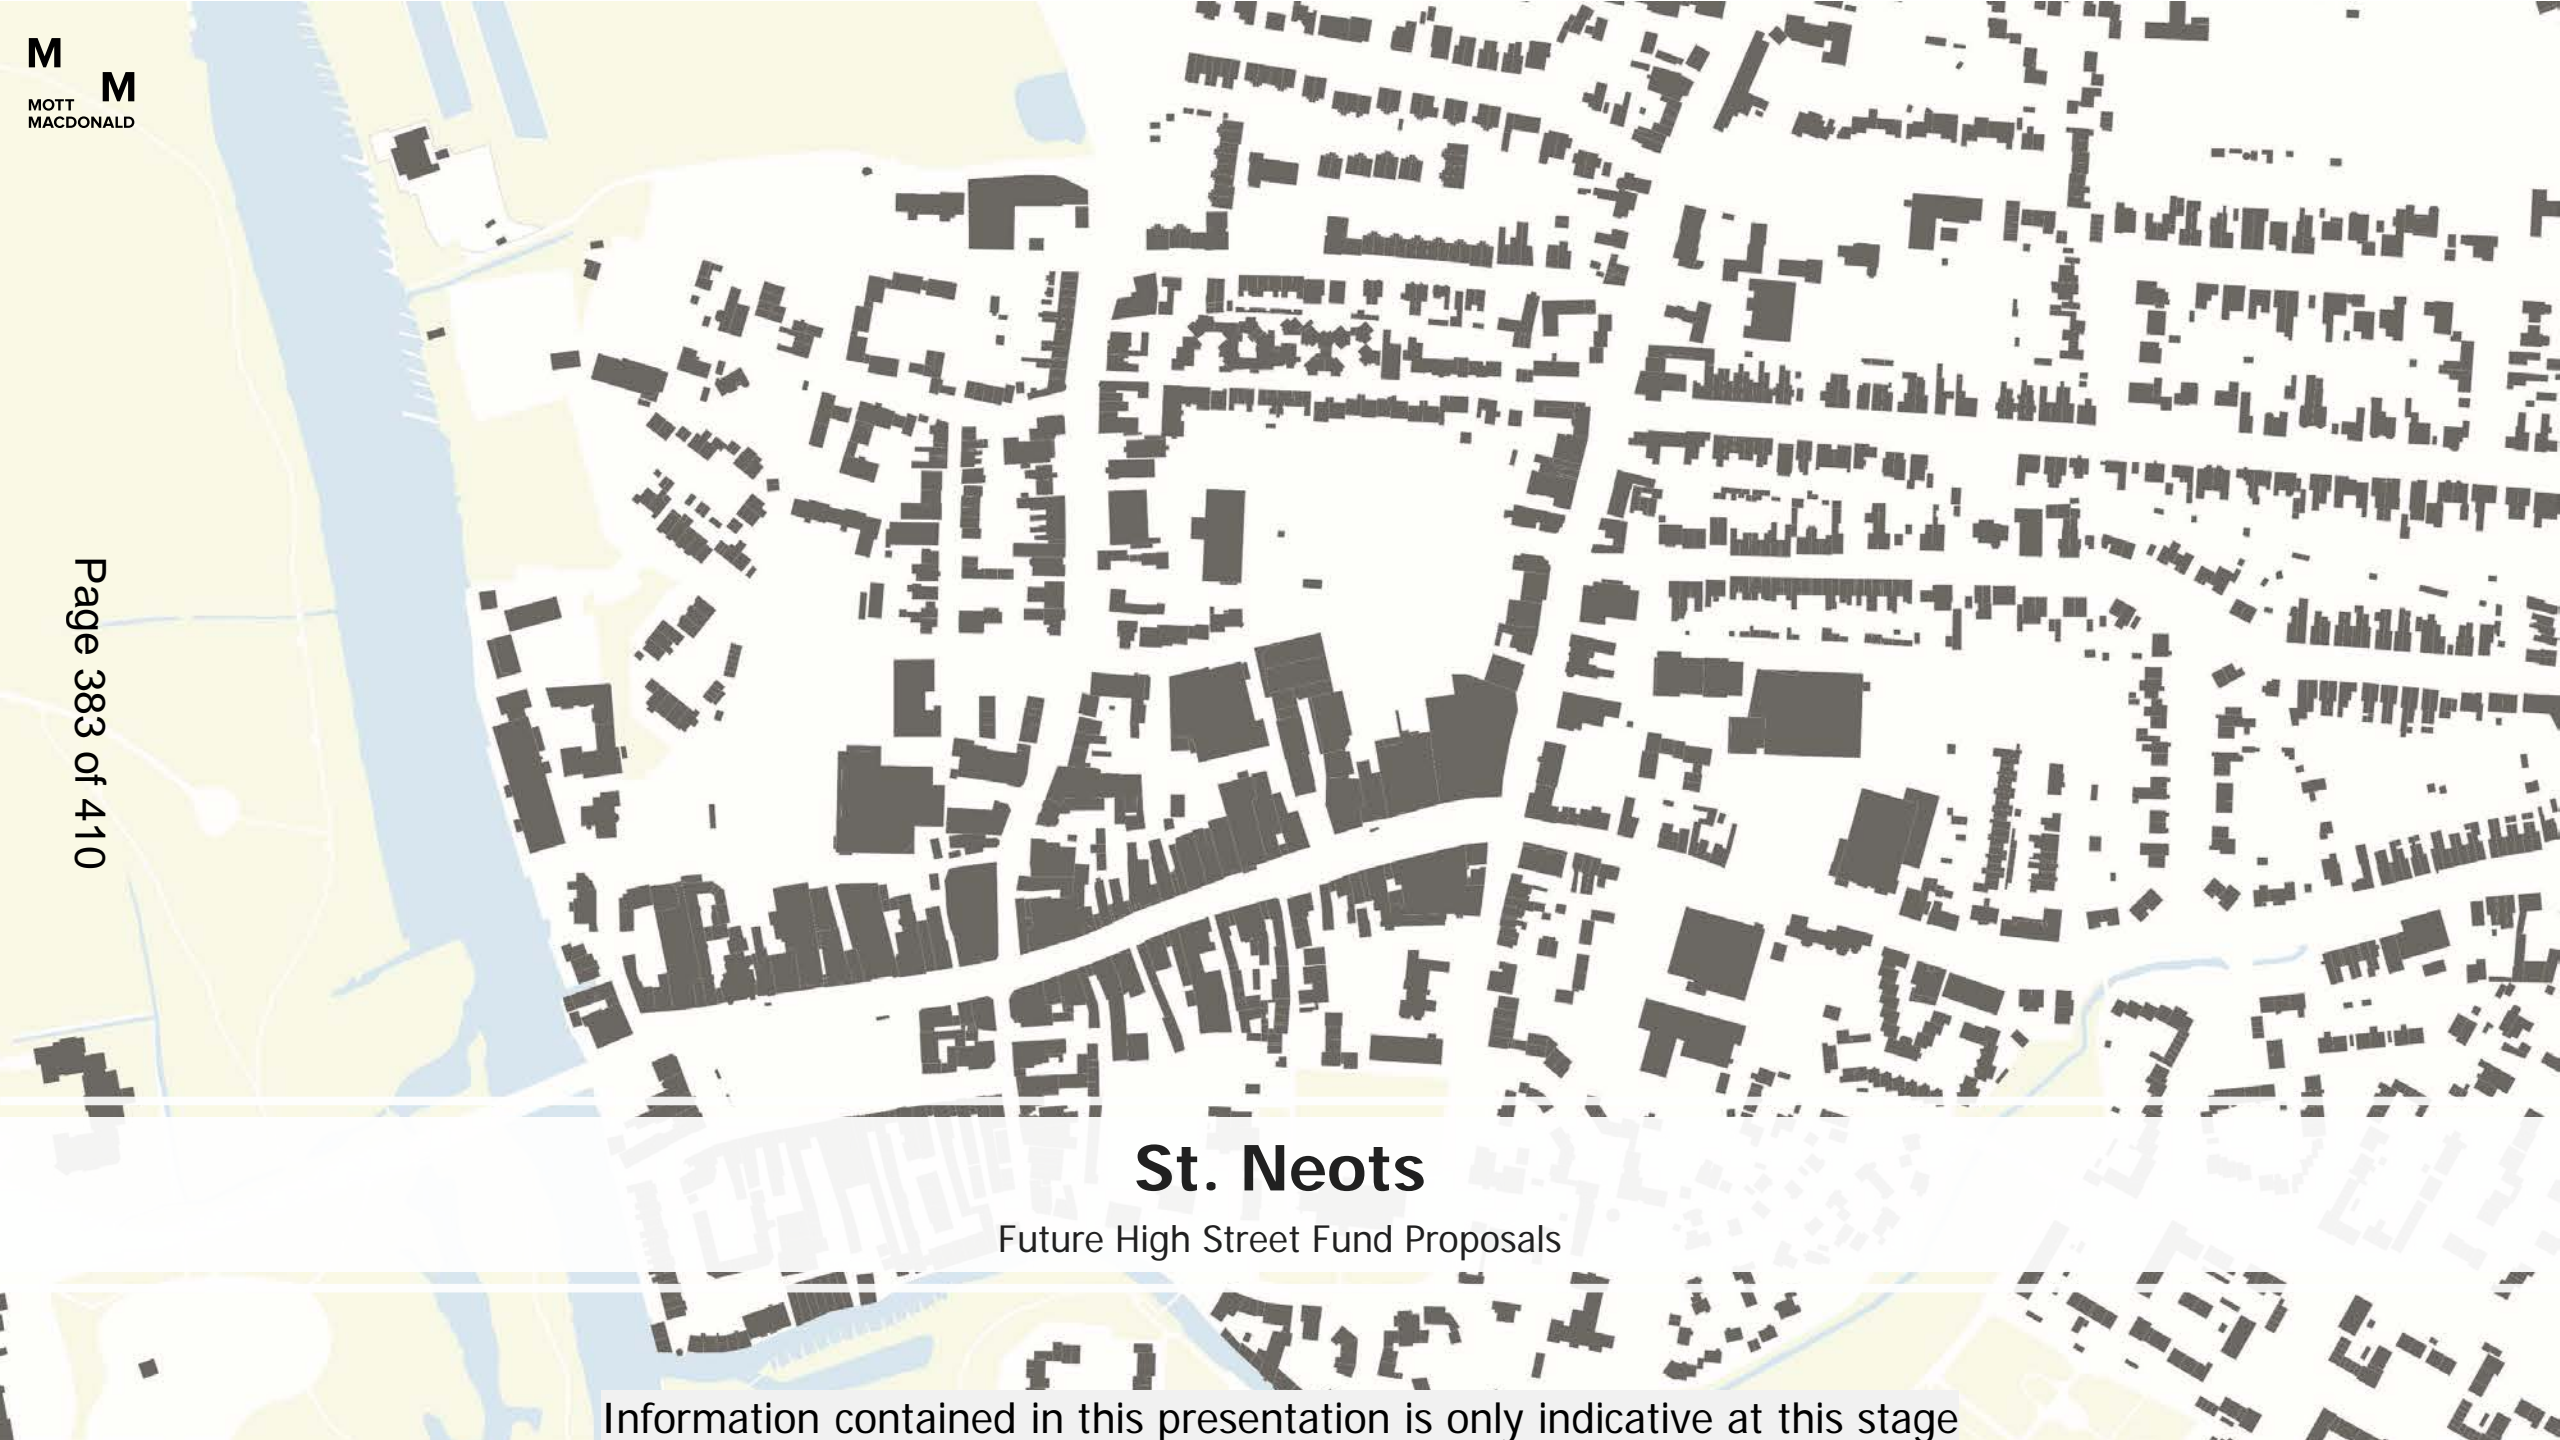 M
M
MOTT
MACDONALD
Page 383 of 410
St. Neots
Future High Street Fund Proposals
Information contained in this presentation is only indicative at this stage